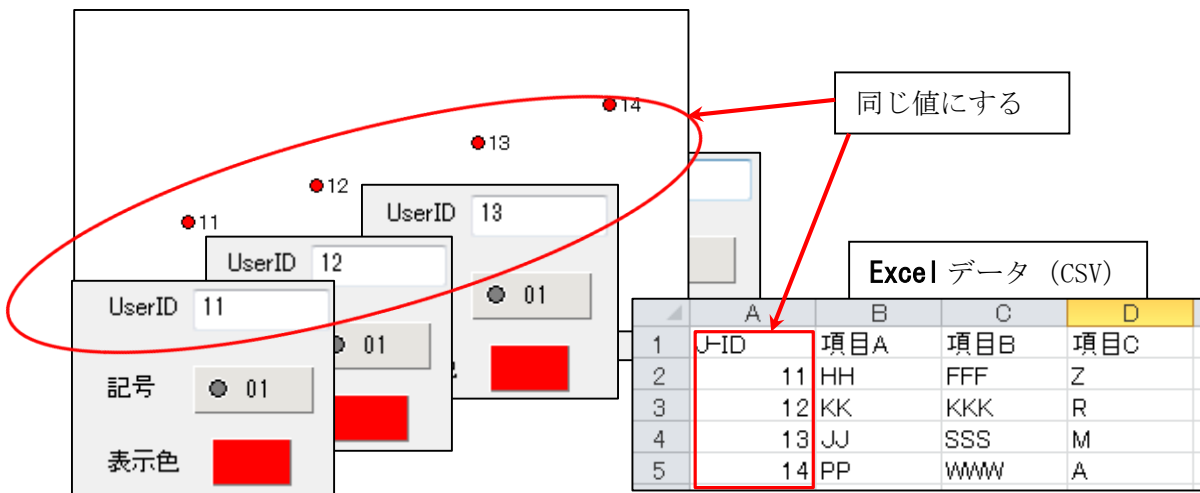 14
13
12
11
同じ値にする
UserID 13
01
UserID 12
01
UserID 11
記号 01
表示色
Excel データ (CSV)
A B C D
1 J-ID 項目A 項目B 項目C
2 11 HH FFF Z
3 12 KK KKK R
4 13 JJ SSS M
5 14 PP WWW A